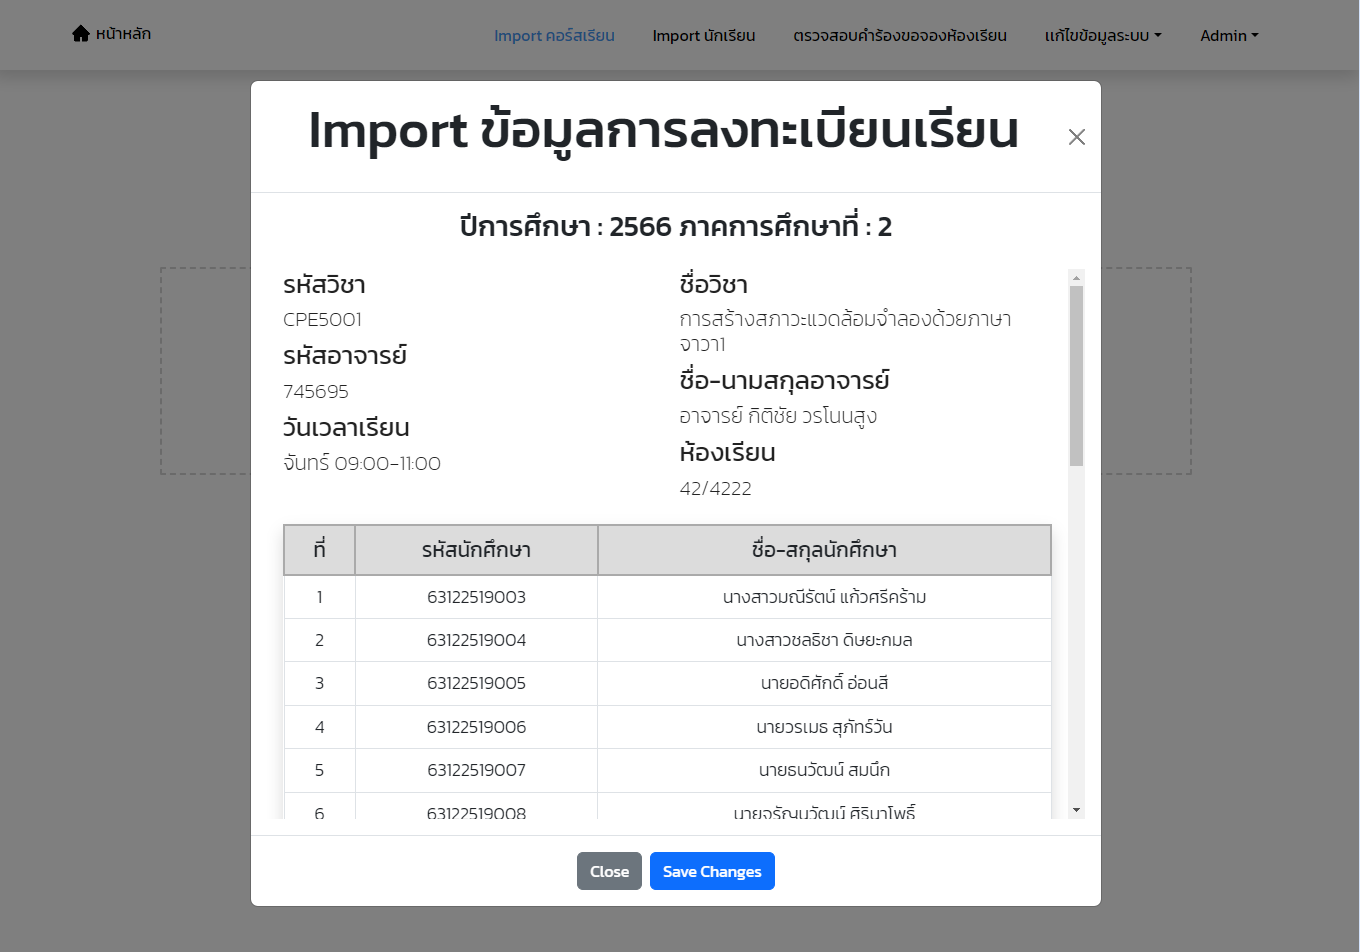 หน้าหลัก
Import คอร์สเรียน
Import นักเรียน
ตรวจสอบคำร้องขอจองห้องเรียน
แก้ไขข้อมูลระบบ
Admin
Import ข้อมูลการลงทะเบียนเรียน
ปีการศึกษา : 2566 ภาคการศึกษาที่ : 2
รหัสวิชา
CPE5001
รหัสอาจารย์
745695
วันเวลาเรียน
จันทร์ 09:00-11:00
ชื่อวิชา
การสร้างสภาวะแวดล้อมจำลองด้วยภาษา
จาวา1
ชื่อ-นามสกุลอาจารย์
อาจารย์ กิติชัย วรโนนสูง
ห้องเรียน
42/4222
ที่ รหัสนักศึกษา ชื่อ-สกุลนักศึกษา
1 63122519003 นางสาวมณีรัตน์ แก้วศรีคร้าม
2 63122519004 นางสาวชลธิชา ดิษยะกมล
3 63122519005 นายอดิศักดิ์ อ่อนสี
4 63122519006 นายวรเมธ สุภัทร์วัน
5 63122519007 นายธนวัฒน์ สมนึก
6 63122519008 นายจรัญวัฒน์ ศิรินาโพธิ์
Close
Save Changes